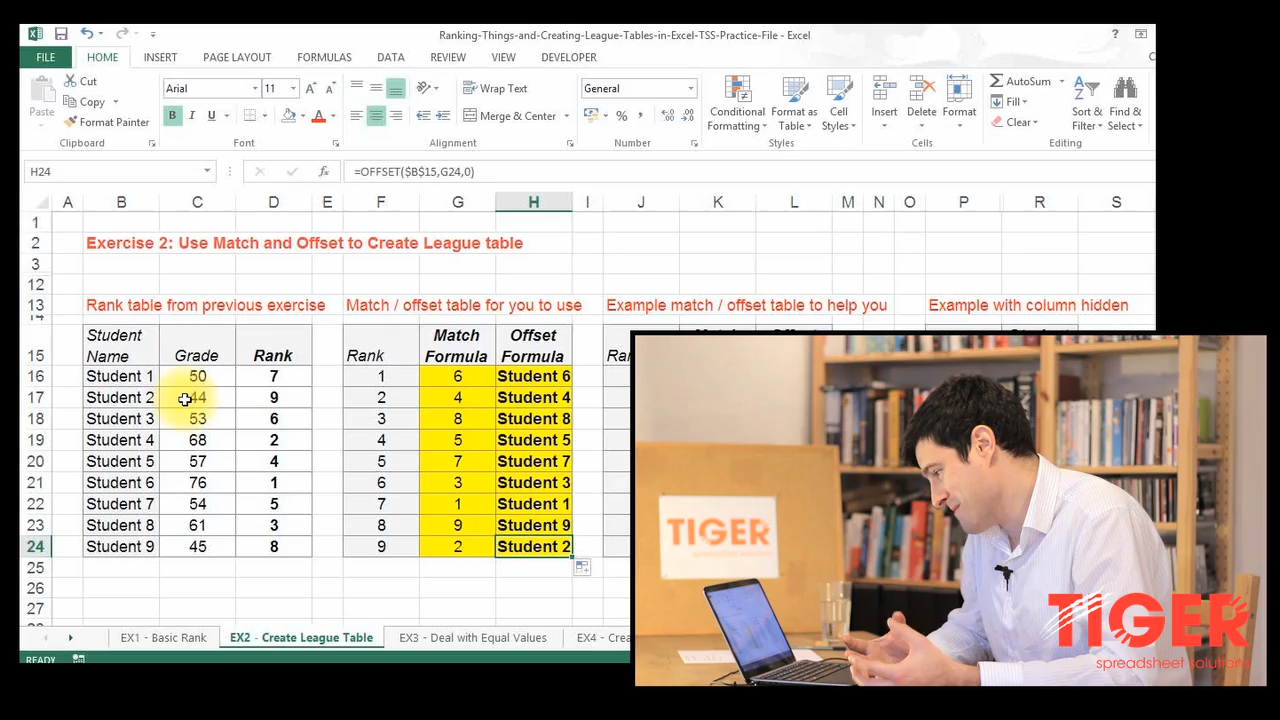 Ranking-Things-and-Creating-League-Tables-in-Excel-TSS-Practice-File - Excel
?
FILE HOME INSERT PAGE LAYOUT FORMULAS DATA REVIEW VIEW DEVELOPER
Paste
Cut
Copy
Format Painter
Clipboard
Arial 11
B I U
Font
Wrap Text
Merge & Center
Alignment
General
%
Number
Conditional Formatting
Format as Table
Cell Styles
Styles
Insert Delete Format
Cells
AutoSum
Fill
Clear
Sort & Filter
Find & Select
Editing
H24 fx =OFFSET($B$15,G24,0)
A B C D E F G H I J K L M N O P R S
1
2 Exercise 2: Use Match and Offset to Create League table
3
12
13 Rank table from previous exercise Match / offset table for you to use Example match / offset table to help you Example with column hidden
14
15 Student Name Grade Rank Rank Match Formula Offset Formula
16 Student 1 50 7 1 6 Student 6
17 Student 2 44 9 2 4 Student 4
18 Student 3 53 6 3 8 Student 8
19 Student 4 68 2 4 5 Student 5
20 Student 5 57 4 5 7 Student 7
21 Student 6 76 1 6 3 Student 3
22 Student 7 54 5 7 1 Student 1
23 Student 8 61 3 8 9 Student 9
24 Student 9 45 8 9 2 Student 2
25
26
27
EX1 - Basic Rank EX2 - Create League Table EX3 - Deal with Equal Values EX4 - Crea
READY
TIGER
TIGER
spreadsheet solutions